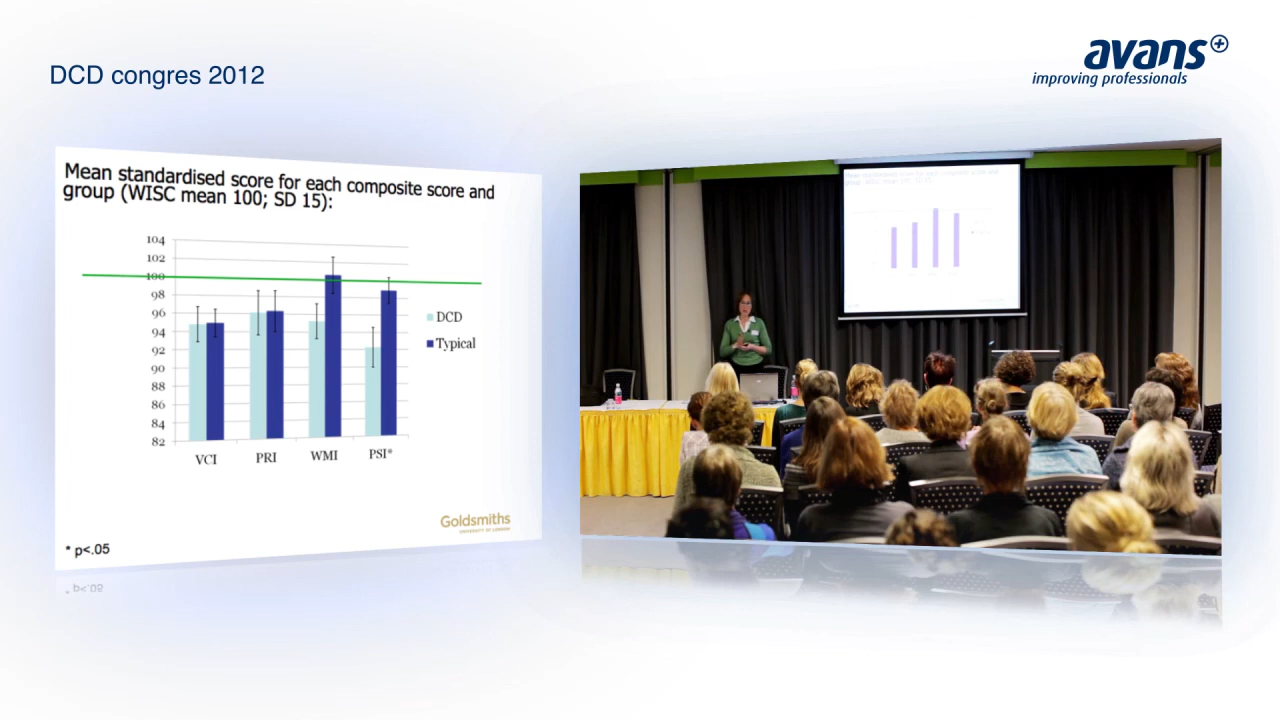 DCD congres 2012
avans+
improving professionals
Mean standardised score for each composite score and
group (WISC mean 100; SD 15):
104
102
100
98
96
94
92
90
88
86
84
82
VCI PRI WMI PSI*
DCD
Typical
Goldsmiths
UNIVERSITY OF LONDON
* p<.05